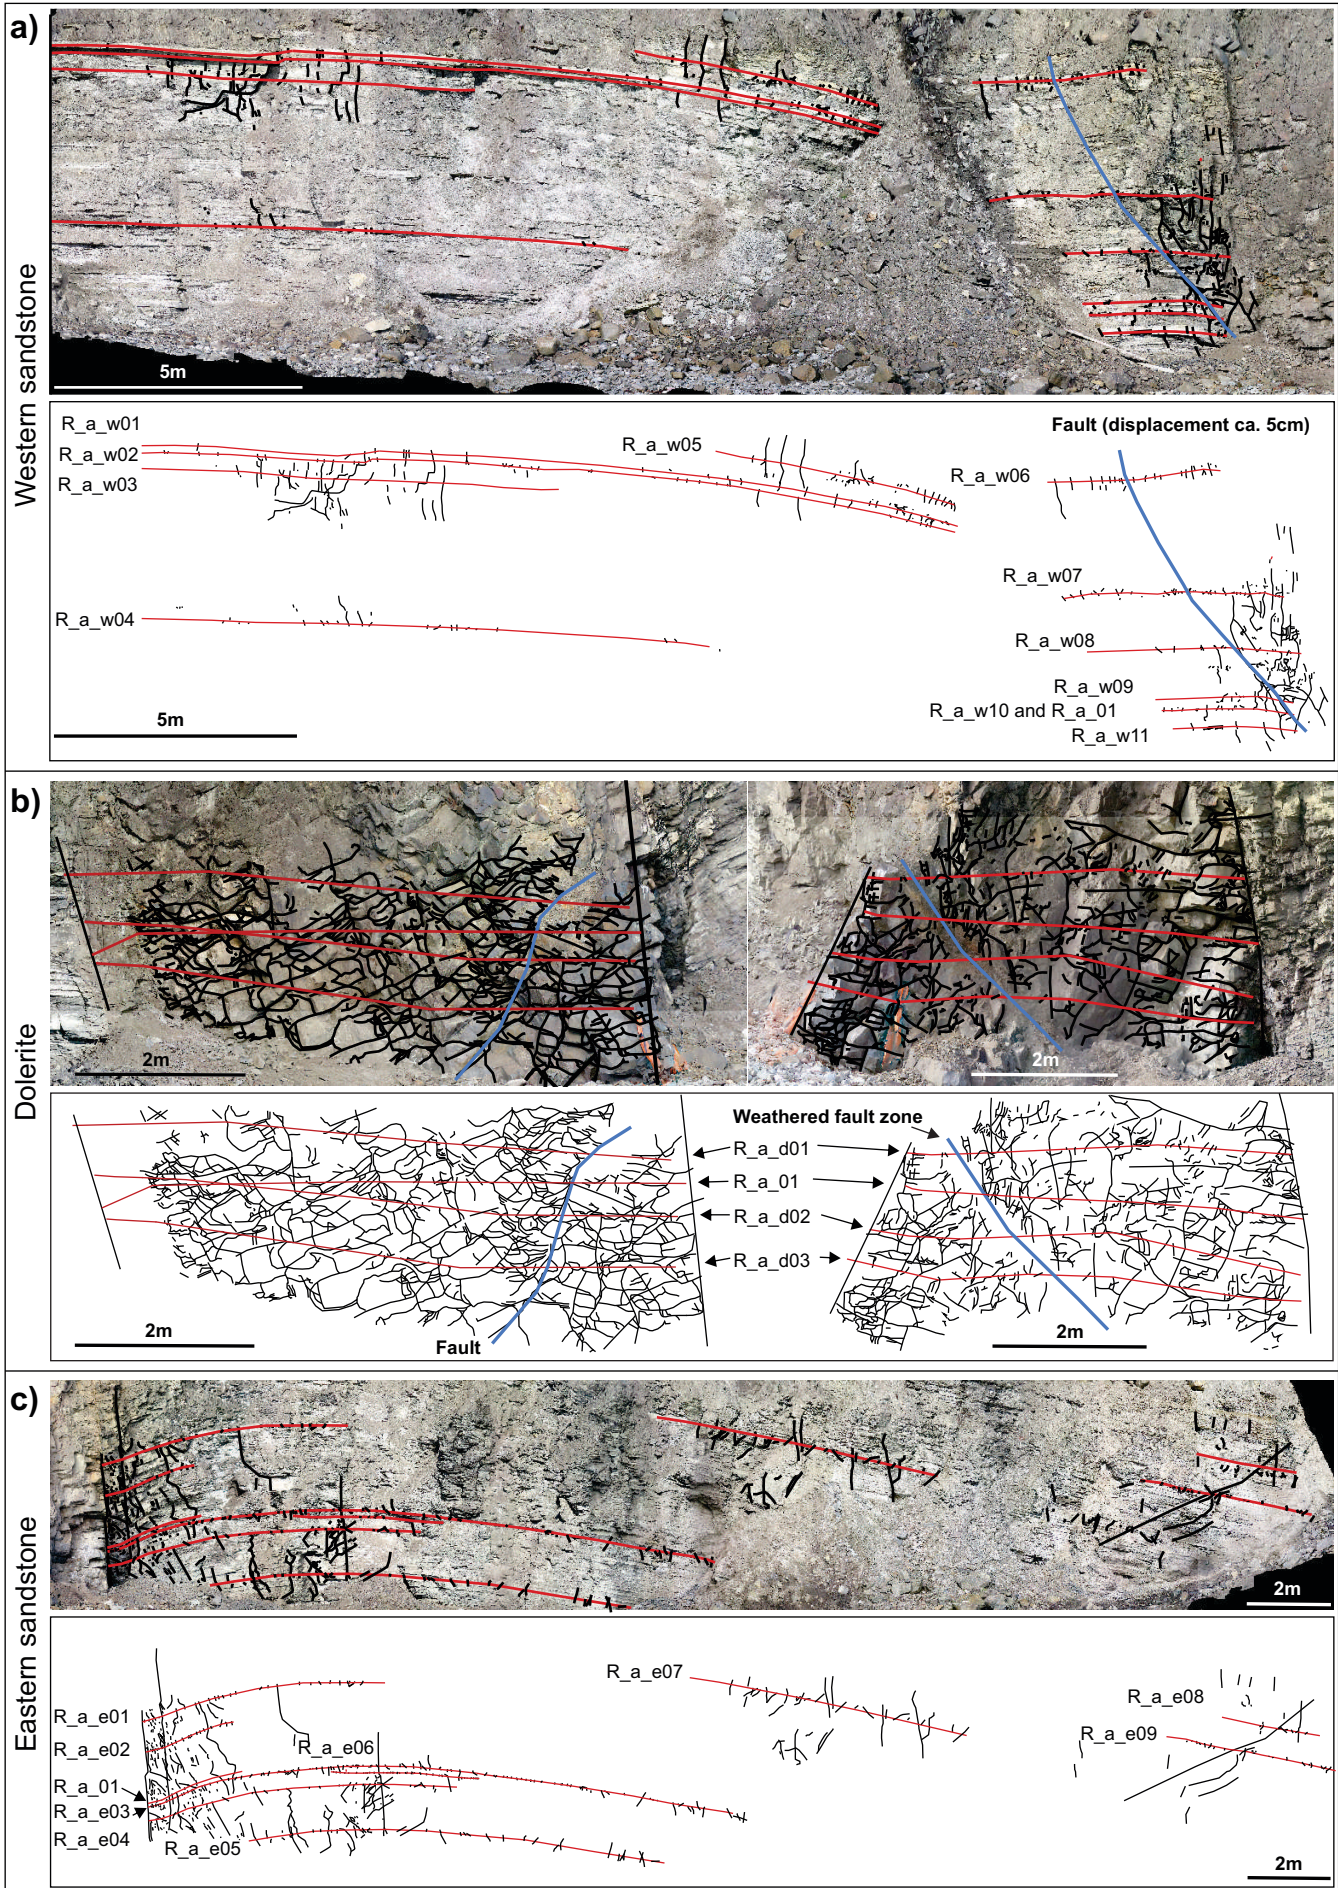 a)
Western sandstone
5m
R_a_w01
R_a_w02
R_a_w03
R_a_w04
R_a_w05
Fault (displacement ca. 5cm)
R_a_w06
R_a_w07
R_a_w08
R_a_w09
R_a_w10 and R_a_01
R_a_w11
5m
b)
Dolerite
2m
2m
Weathered fault zone
R_a_d01
R_a_01
R_a_d02
R_a_d03
2m
Fault
2m
c)
Eastern sandstone
2m
R_a_e01
R_a_e02
R_a_01
R_a_e03
R_a_e04
R_a_e05
R_a_e06
R_a_e07
R_a_e08
R_a_e09
2m